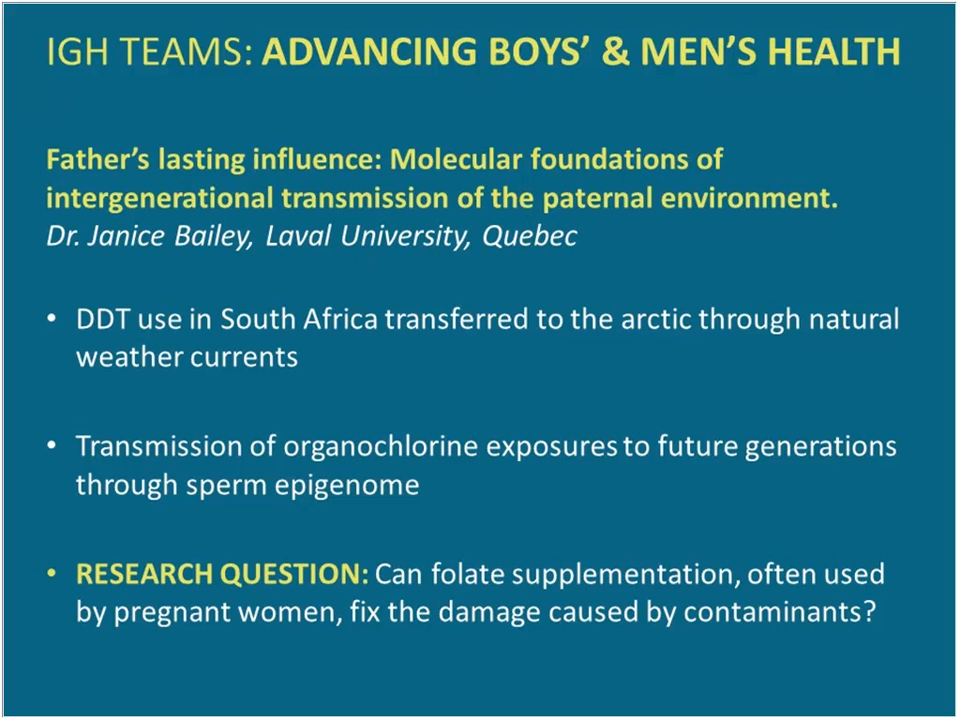 IGH TEAMS: ADVANCING BOYS’ & MEN’S HEALTH
Father’s lasting influence: Molecular foundations of
intergenerational transmission of the paternal environment.
Dr. Janice Bailey, Laval University, Quebec
• DDT use in South Africa transferred to the arctic through natural
weather currents
• Transmission of organochlorine exposures to future generations
through sperm epigenome
• RESEARCH QUESTION: Can folate supplementation, often used
by pregnant women, fix the damage caused by contaminants?